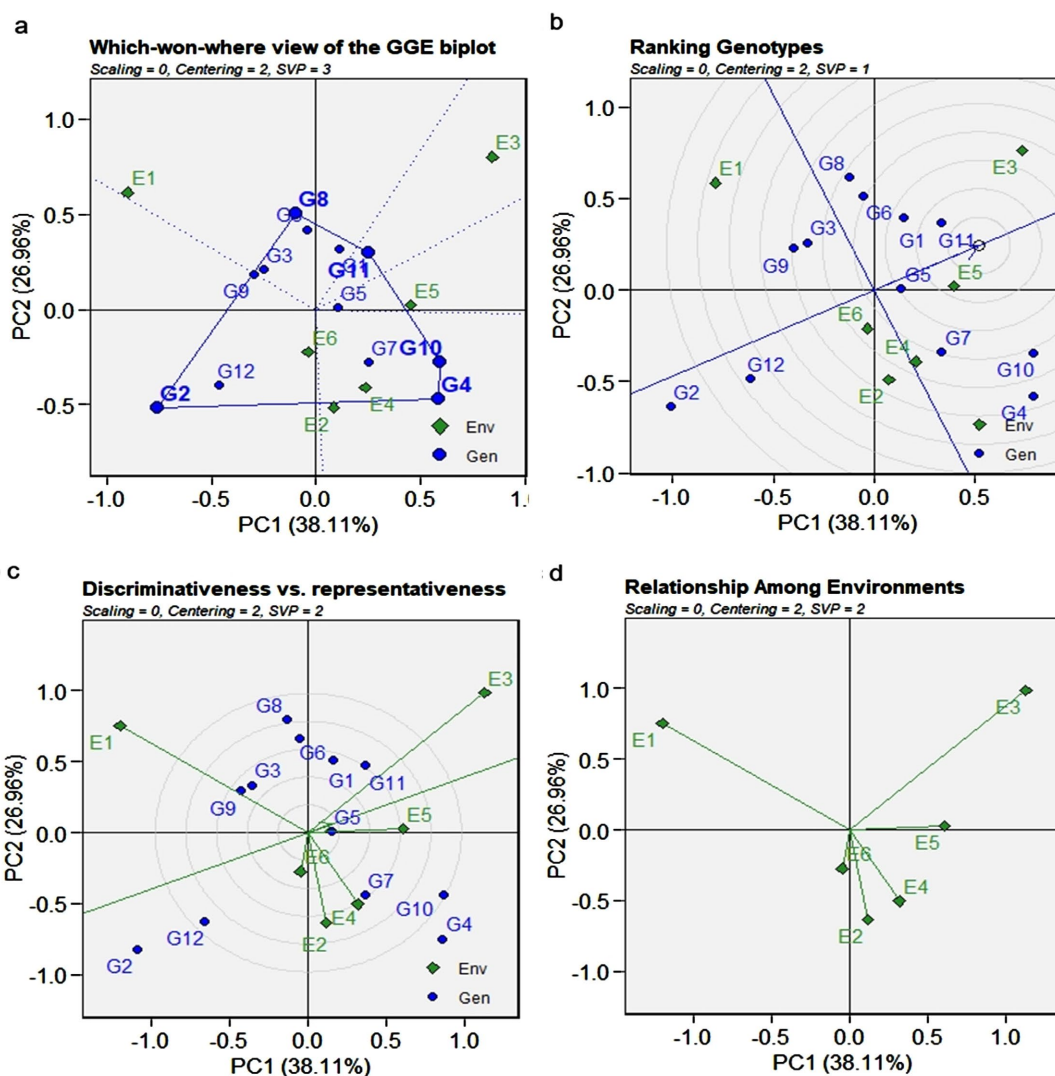 a
Which-won-where view of the GGE biplot
Scaling = 0, Centering = 2, SVP = 3
PC2 (26.96%)
1.0
0.5
0.0
-0.5
E1
E3
G8
G3
G11
G9
G5
E5
E6
G7
G10
G12
G2
G4
E4
E2
Env
Gen
-1.0
-0.5
0.0
0.5
PC1 (38.11%)
b
Ranking Genotypes
Scaling = 0, Centering = 2, SVP = 1
PC2 (26.96%)
1.0
0.5
0.0
-0.5
-1.0
E1
G8
E3
G6
G3
G1
G11
G9
G5
E5
E6
E4
G7
G12
G10
G2
E2
G4
Env
Gen
-1.0
-0.5
0.0
0.5
PC1 (38.11%)
c
Discriminativeness vs. representativeness
Scaling = 0, Centering = 2, SVP = 2
PC2 (26.96%)
1.0
0.5
0.0
-0.5
-1.0
E3
G8
E1
G6
G3
G1
G11
G9
G5
E5
E6
G7
G10
E4
G4
G12
E2
G2
Env
Gen
-1.0
-0.5
0.0
0.5
1.0
PC1 (38.11%)
d
Relationship Among Environments
Scaling = 0, Centering = 2, SVP = 2
PC2 (26.96%)
1.0
0.5
0.0
-0.5
-1.0
E3
E1
E5
E6
E4
E2
-1.0
-0.5
0.0
0.5
1.0
PC1 (38.11%)